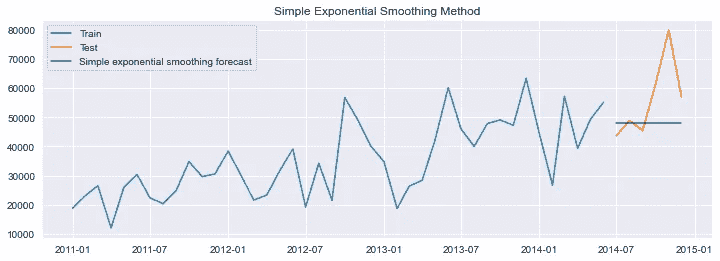 Simple Exponential Smoothing Method
Train
Test
Simple exponential smoothing forecast
80000
70000
60000
50000
40000
30000
20000
10000
2011-01 2011-07 2012-01 2012-07 2013-01 2013-07 2014-01 2014-07 2015-01